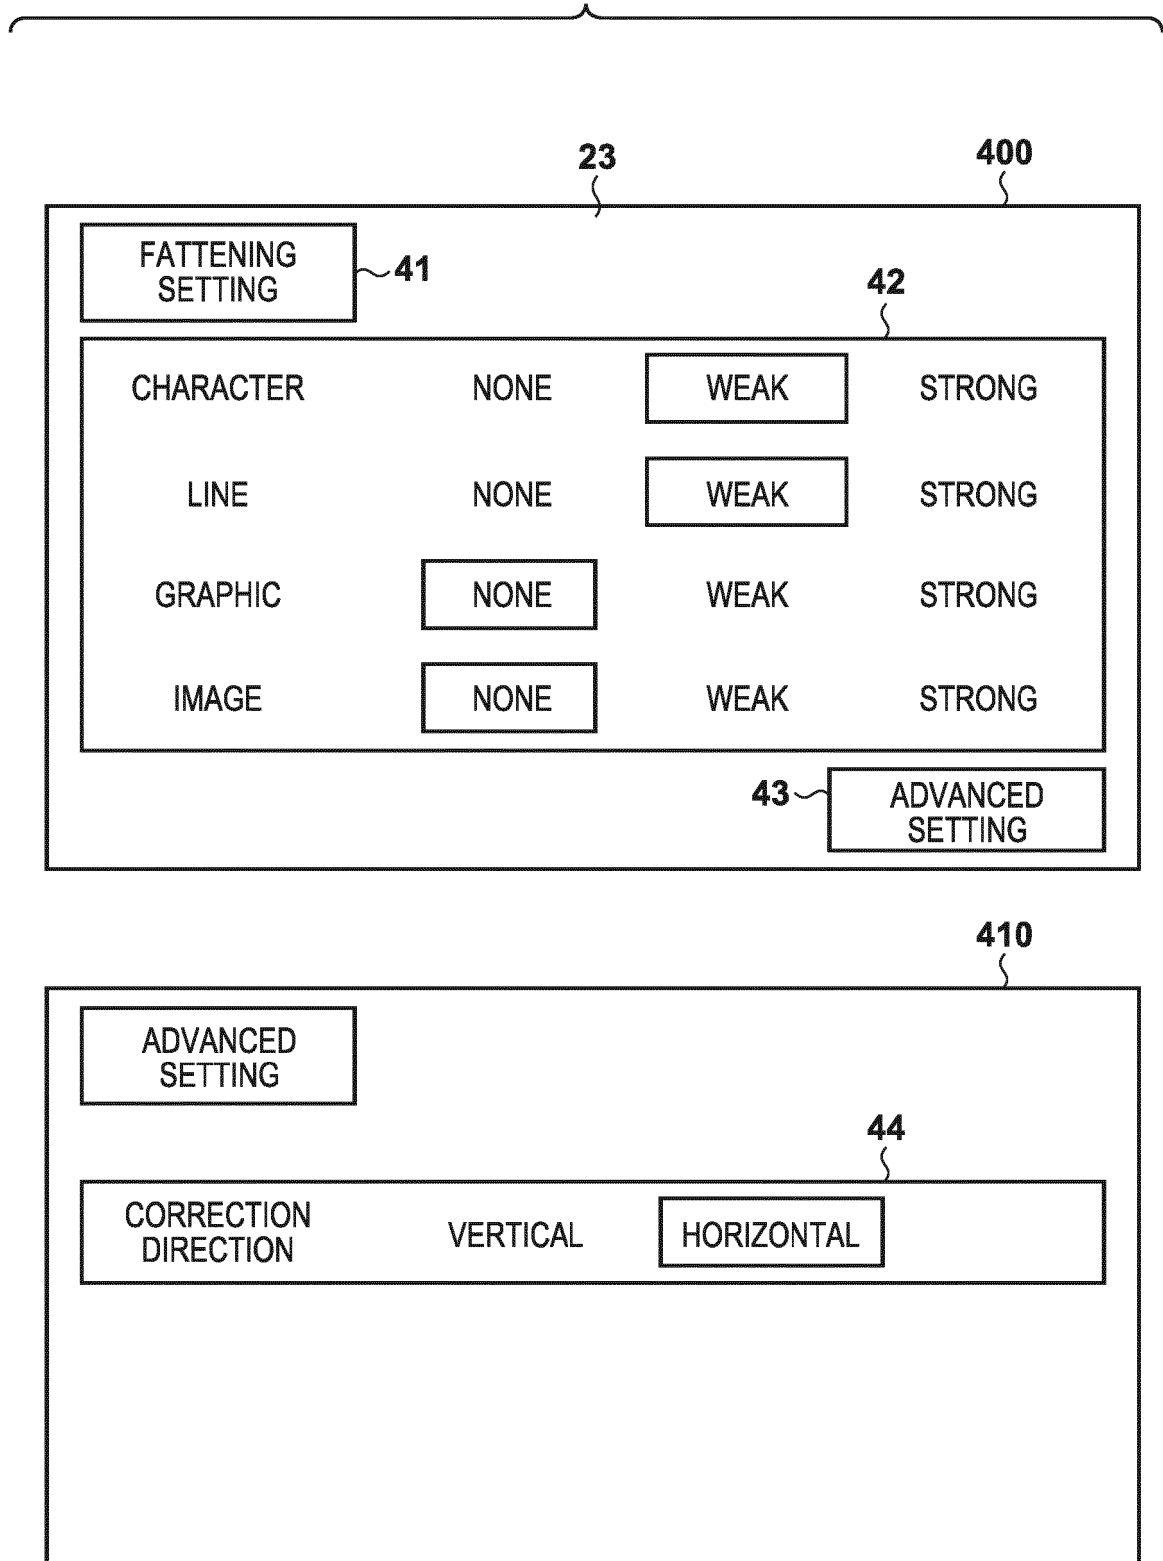 23
400
FATTENING
SETTING
41
42
CHARACTER NONE WEAK STRONG
LINE NONE WEAK STRONG
GRAPHIC NONE WEAK STRONG
IMAGE NONE WEAK STRONG
43
ADVANCED
SETTING
410
ADVANCED
SETTING
44
CORRECTION
DIRECTION
VERTICAL HORIZONTAL